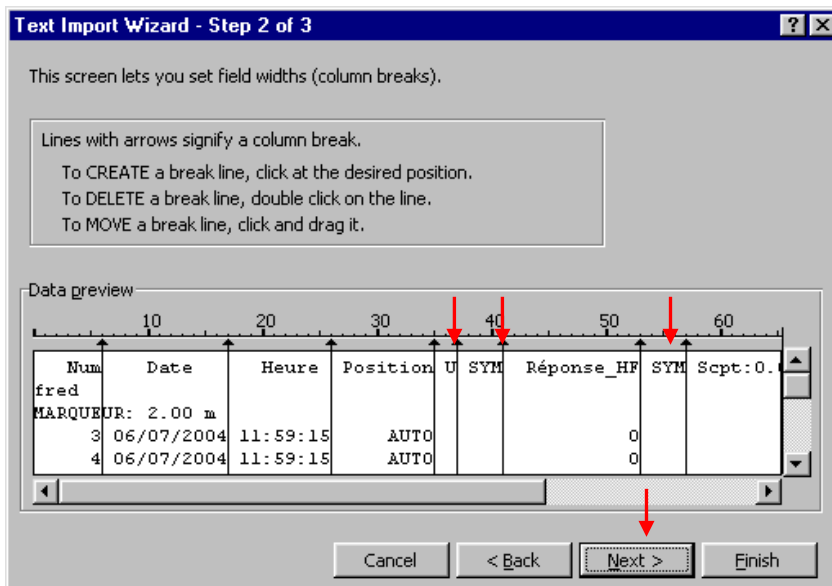 Text Import Wizard - Step 2 of 3
This screen lets you set field widths (column breaks).
Lines with arrows signify a column break.
To CREATE a break line, click at the desired position.
To DELETE a break line, double click on the line.
To MOVE a break line, click and drag it.
Data preview
10 20 30 40 50 60
Num Date Heure Position U SYM Réponse_HF SYM Scpt:0.
fred
MARQUEUR: 2.00 m
3 06/07/2004 11:59:15 AUTO 0
4 06/07/2004 11:59:15 AUTO 0
Cancel < Back Next > Finish